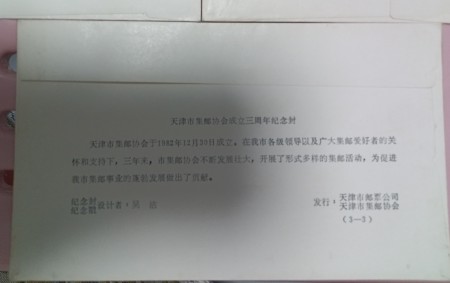 天津市集邮协会成立三周年纪念封
天津市集邮协会于1982年12月30日成立。在我市各级领导以及广大集邮爱好者的关
怀和支持下，三年来，市集邮协会不断发展壮大，开展了形式多样的集邮活动，为促进
我市集邮事业的蓬勃发展做出了贡献。
纪念封
纪念戳
设计者：
发行：
天津市邮票公司
天津市集邮协会
（3—3）